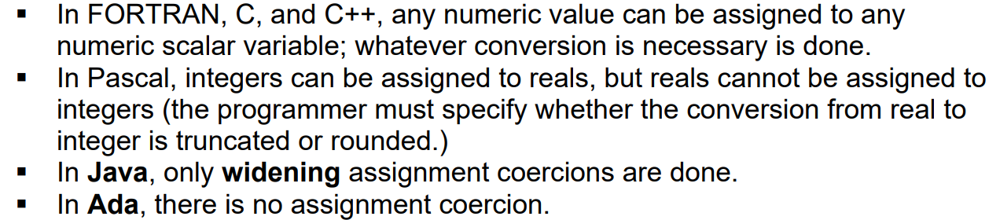 ▪ In FORTRAN, C, and C++, any numeric value can be assigned to any
numeric scalar variable; whatever conversion is necessary is done.
▪ In Pascal, integers can be assigned to reals, but reals cannot be assigned to
integers (the programmer must specify whether the conversion from real to
integer is truncated or rounded.)
▪ In Java, only widening assignment coercions are done.
▪ In Ada, there is no assignment coercion.